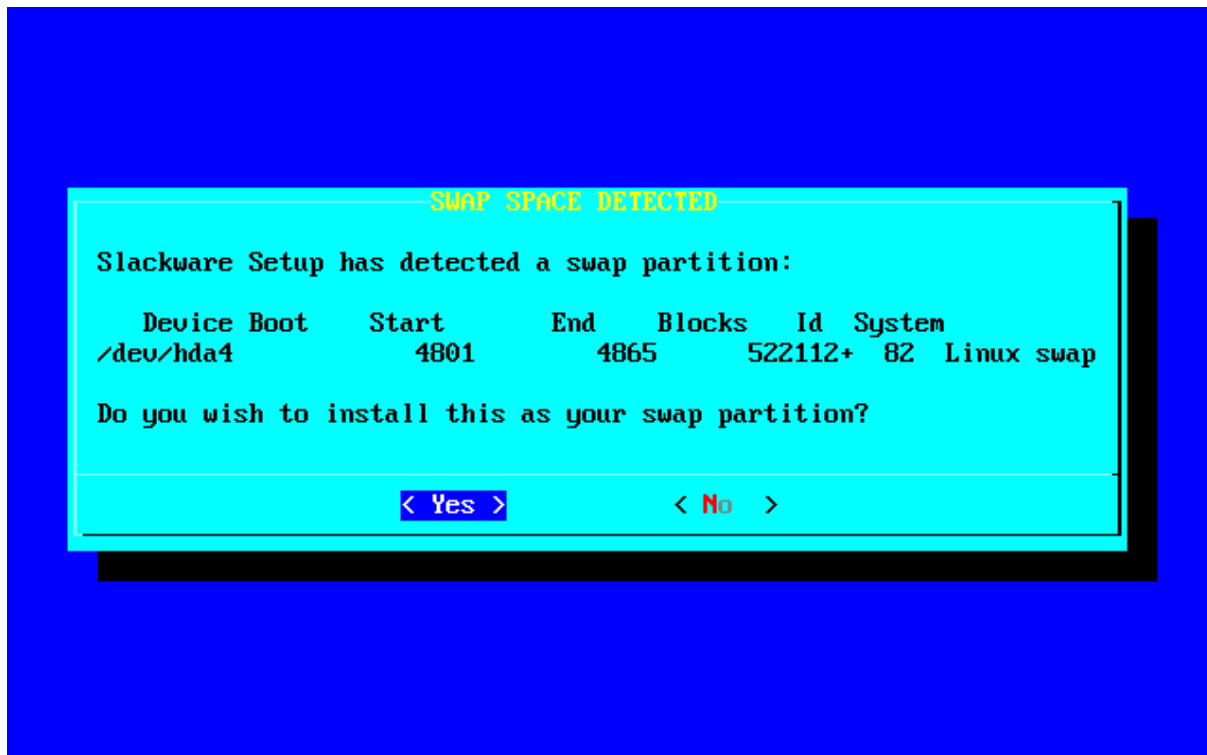 SWAP SPACE DETECTED
Slackware Setup has detected a swap partition:
Device Boot Start End Blocks Id System
/dev/hda4 4801 4865 522112+ 82 Linux swap
Do you wish to install this as your swap partition?
< Yes > < No >